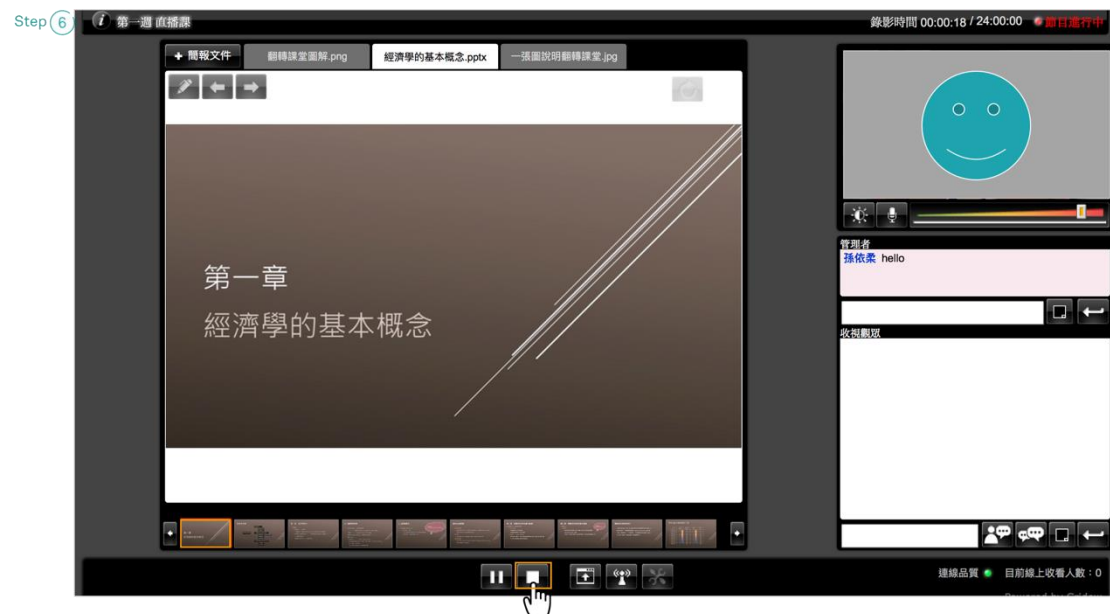 Step 6
i 第一週 直播課
錄影時間 00:00:18 / 24:00:00 節目進行中
+ 簡報文件 翻轉課堂圖解.png 經濟學的基本概念.pptx 一張圖說明翻轉課堂.jpg
第一章
經濟學的基本概念
管理者
孫依柔 hello
收視觀眾
連線品質 目前線上收看人數：0